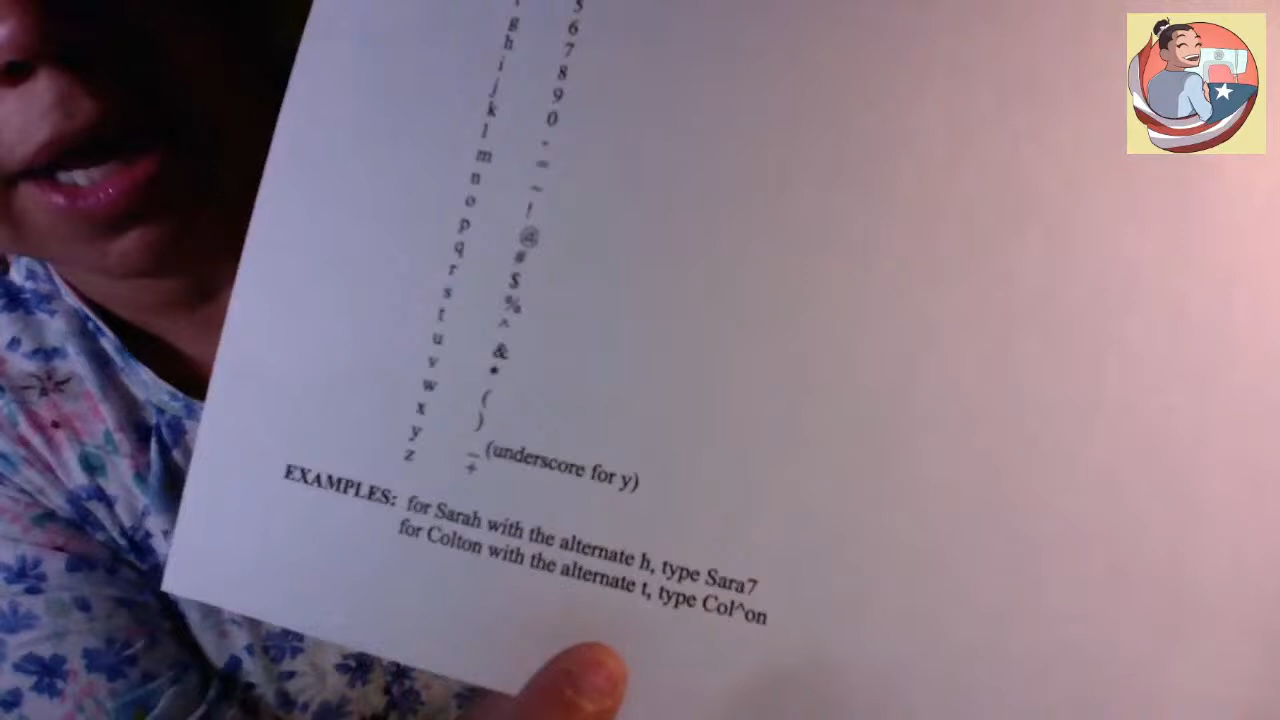 5
g 6
h 7
i 8
j 9
k 0
l -
m =
n ~
o !
p @
q #
r $
s %
t ^
u &
v *
w (
x )
y _ (underscore for y)
z +
EXAMPLES: for Sarah with the alternate h, type Sara7
for Colton with the alternate t, type Col^on